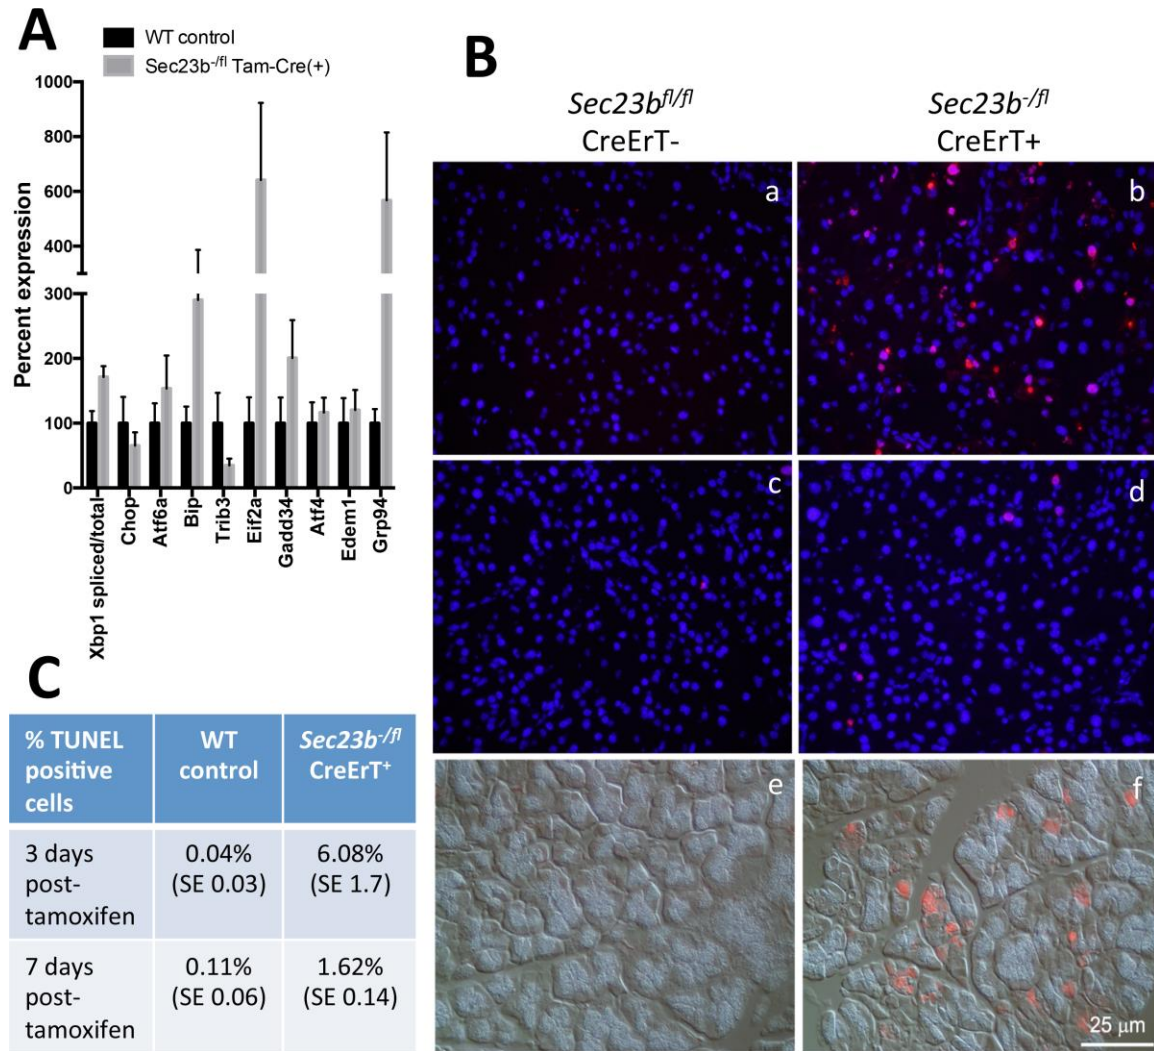 A
WT control
Sec23b-/fl Tam-Cre(+)
Percent expression
1000
800
600
400
300
200
100
0
Xbp1 spliced/total
Chop
Atf6a
Bip
Trib3
Eif2a
Gadd34
Atf4
Edem1
Grp94
B
Sec23bfl/fl
CreErT-
Sec23b-/fl
CreErT+
a
b
c
d
e
f
25 µm
C
% TUNEL
positive
cells
WT
control
Sec23b-/fl
CreErT+
3 days
post-
tamoxifen
0.04%
(SE 0.03)
6.08%
(SE 1.7)
7 days
post-
tamoxifen
0.11%
(SE 0.06)
1.62%
(SE 0.14)